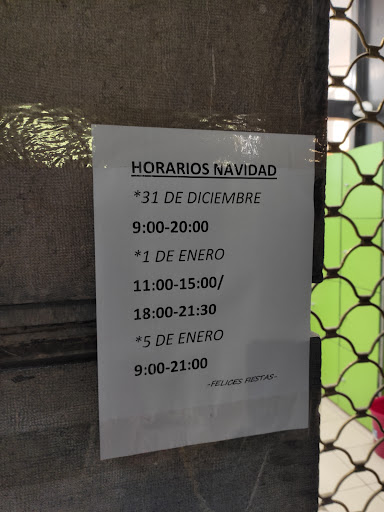 HORARIOS NAVIDAD
*31 DE DICIEMBRE
9:00-20:00
*1 DE ENERO
11:00-15:00/
18:00-21:30
*5 DE ENERO
9:00-21:00
-FELICES FIESTAS-